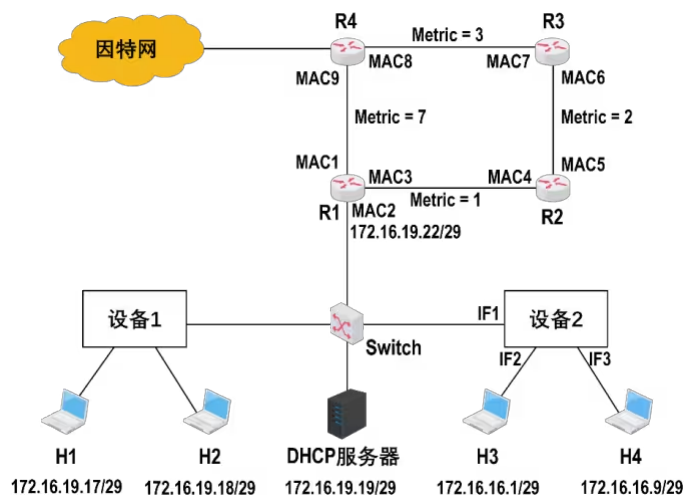 R4
R3
因特网
Metric = 3
MAC9
MAC8
MAC7
MAC6
Metric = 7
Metric = 2
MAC1
MAC3
MAC4
MAC5
R1
MAC2
Metric = 1
R2
172.16.19.22/29
设备1
Switch
IF1
设备2
IF2
IF3
H1
H2
DHCP服务器
H3
H4
172.16.19.17/29
172.16.19.18/29
172.16.19.19/29
172.16.16.1/29
172.16.16.9/29